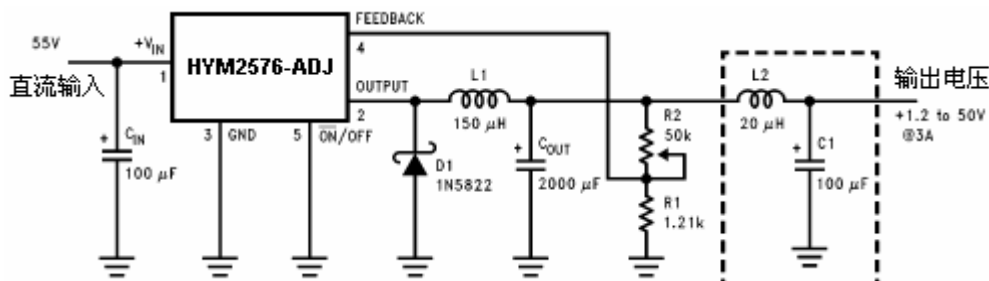 FEEDBACK
55V
+VIN
4
HYM2576-ADJ
直流输入
1
OUTPUT
L1
L2
输出电压
2
150 μH
R2
50k
20 μH
+1.2 to 50V
@3A
3
GND
5
ON/OFF
+
CIN
100 μF
D1
1N5822
+
COUT
2000 μF
+
C1
100 μF
R1
1.21k